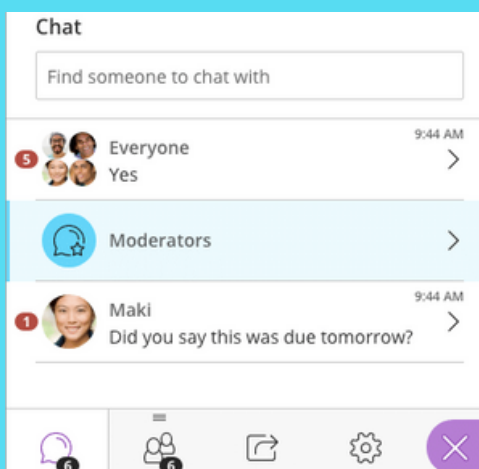 Chat
Find someone to chat with
9:44 AM
5
Everyone
Yes
Moderators
9:44 AM
1
Maki
Did you say this was due tomorrow?
6
6